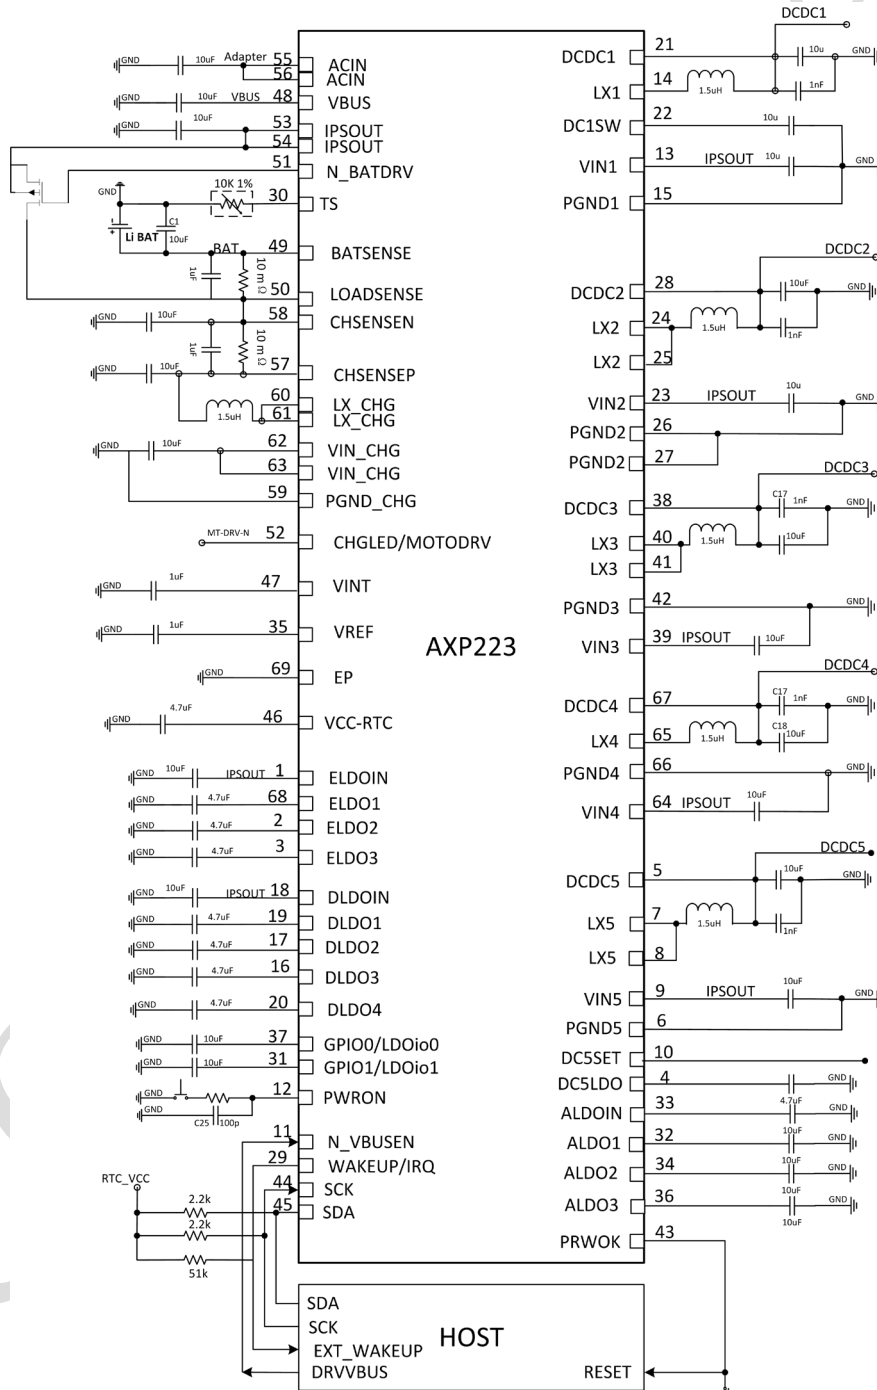 DCDC1
GND 10uF Adapter 55 ACIN
56 ACIN
GND 10uF VBUS 48 VBUS
GND 10uF 53 IPSOUT
54 IPSOUT
51 N_BATDRV
GND 10K 1% 30 TS
Li BAT C1 10uF
BAT 49 BATSENSE
1uF 10 m Ω
50 LOADSENSE
GND 10uF 58 CHSENSEN
1uF 10 m Ω
GND 10uF 57 CHSENSEP
60 LX_CHG
1.5uH 61 LX_CHG
GND 10uF 62 VIN_CHG
63 VIN_CHG
59 PGND_CHG
MT-DRV-N 52 CHGLED/MOTODRV
GND 1uF 47 VINT
GND 1uF 35 VREF
GND 69 EP
GND 4.7uF 46 VCC-RTC
GND 10uF IPSOUT 1 ELDOIN
GND 4.7uF 68 ELDO1
GND 4.7uF 2 ELDO2
GND 4.7uF 3 ELDO3
GND 10uF IPSOUT 18 DLDOIN
GND 4.7uF 19 DLDO1
GND 4.7uF 17 DLDO2
GND 4.7uF 16 DLDO3
GND 4.7uF 20 DLDO4
GND 10uF 37 GPIO0/LDOio0
GND 10uF 31 GPIO1/LDOio1
GND 12 PWRON
GND C25 100p
11 N_VBUSEN
29 WAKEUP/IRQ
RTC_VCC 44 SCK
2.2k 45 SDA
2.2k
51k
AXP223
DCDC1 21 10u GND
LX1 14 1.5uH 1nF
DC1SW 22 10u
VIN1 13 IPSOUT 10u GND
PGND1 15
DCDC2
DCDC2 28 10uF GND
LX2 24 1.5uH 1nF
LX2 25
VIN2 23 IPSOUT 10u GND
PGND2 26
PGND2 27
DCDC3
DCDC3 38 C17 1nF GND
LX3 40 1.5uH 10uF
LX3 41
PGND3 42 GND
VIN3 39 IPSOUT 10uF
DCDC4
DCDC4 67 C17 1nF GND
LX4 65 1.5uH C18 10uF
PGND4 66 GND
VIN4 64 IPSOUT 10uF
DCDC5
DCDC5 5 10uF GND
LX5 7 1.5uH 1nF
LX5 8
VIN5 9 IPSOUT 10uF GND
PGND5 6
DC5SET 10
DC5LDO 4 GND
ALDOIN 33 4.7uF GND
ALDO1 32 10uF GND
ALDO2 34 10uF GND
ALDO3 36 10uF GND
10uF
PRWOK 43
SDA
SCK
HOST
EXT_WAKEUP
DRVVBUS RESET